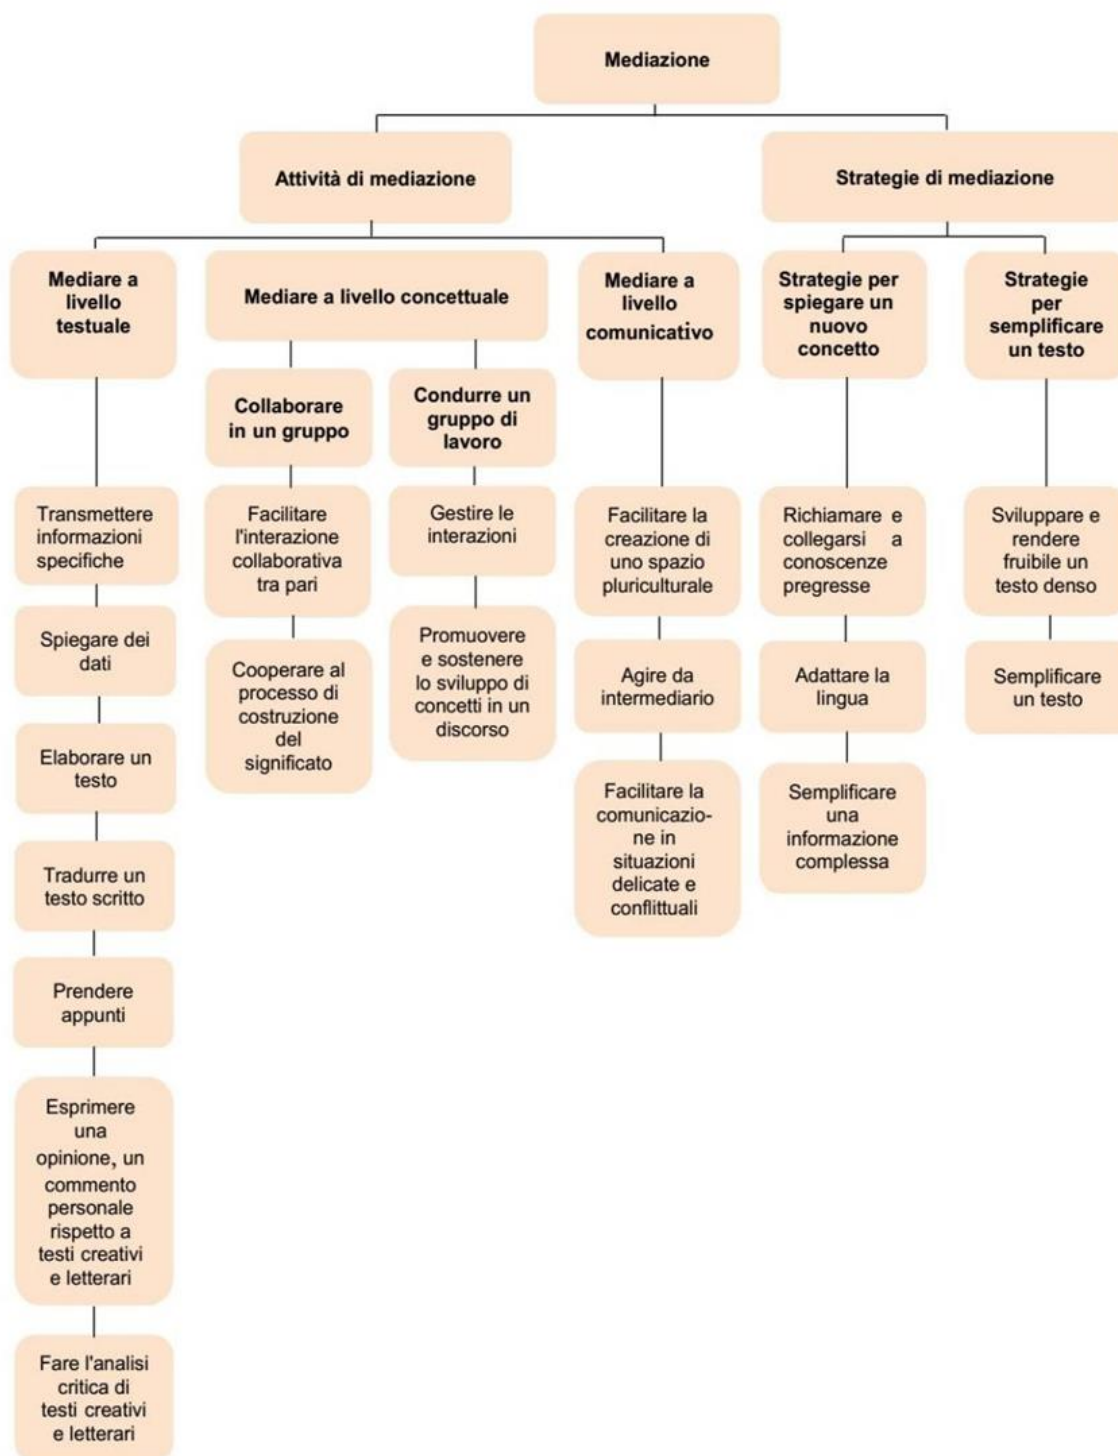 Mediazione
Attività di mediazione
Strategie di mediazione
Mediare a
livello
testuale
Mediare a livello concettuale
Mediare a
livello
comunicativo
Strategie per
spiegare un
nuovo
concetto
Strategie
per
semplificare
un testo
Collaborare
in un gruppo
Condurre un
gruppo di
lavoro
Transmettere
informazioni
specifiche
Facilitare
l'interazione
collaborativa
tra pari
Gestire le
interazioni
Facilitare la
creazione di
uno spazio
pluriculturale
Richiamare e
collegarsi a
conoscenze
pregresse
Sviluppare e
rendere
fruibile un
testo denso
Spiegare dei
dati
Cooperare al
processo di
costruzione
del
significato
Promuovere
e sostenere
lo sviluppo di
concetti in un
discorso
Agire da
intermediario
Adattare la
lingua
Semplificare
un testo
Elaborare un
testo
Facilitare la
comunicazio-
ne in
situazioni
delicate e
conflittuali
Semplificare
una
informazione
complessa
Tradurre un
testo scritto
Prendere
appunti
Esprimere
una
opinione, un
commento
personale
rispetto a
testi creativi
e letterari
Fare l'analisi
critica di
testi creativi
e letterari